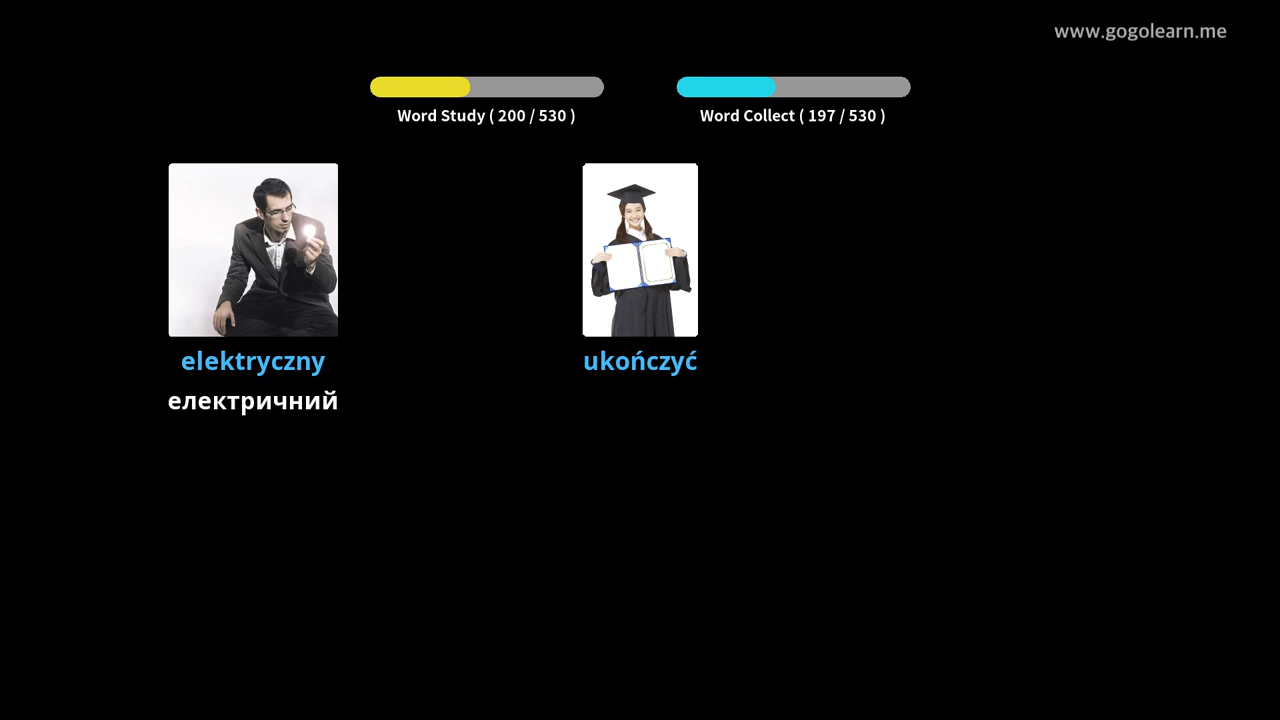 www.gogolearn.me
Word Study ( 200 / 530 )
Word Collect ( 197 / 530 )
elektryczny
ukończyć
електричний